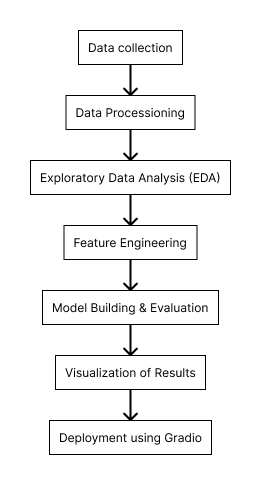 Data collection
Data Processioning
Exploratory Data Analysis (EDA)
Feature Engineering
Model Building & Evaluation
Visualization of Results
Deployment using Gradio